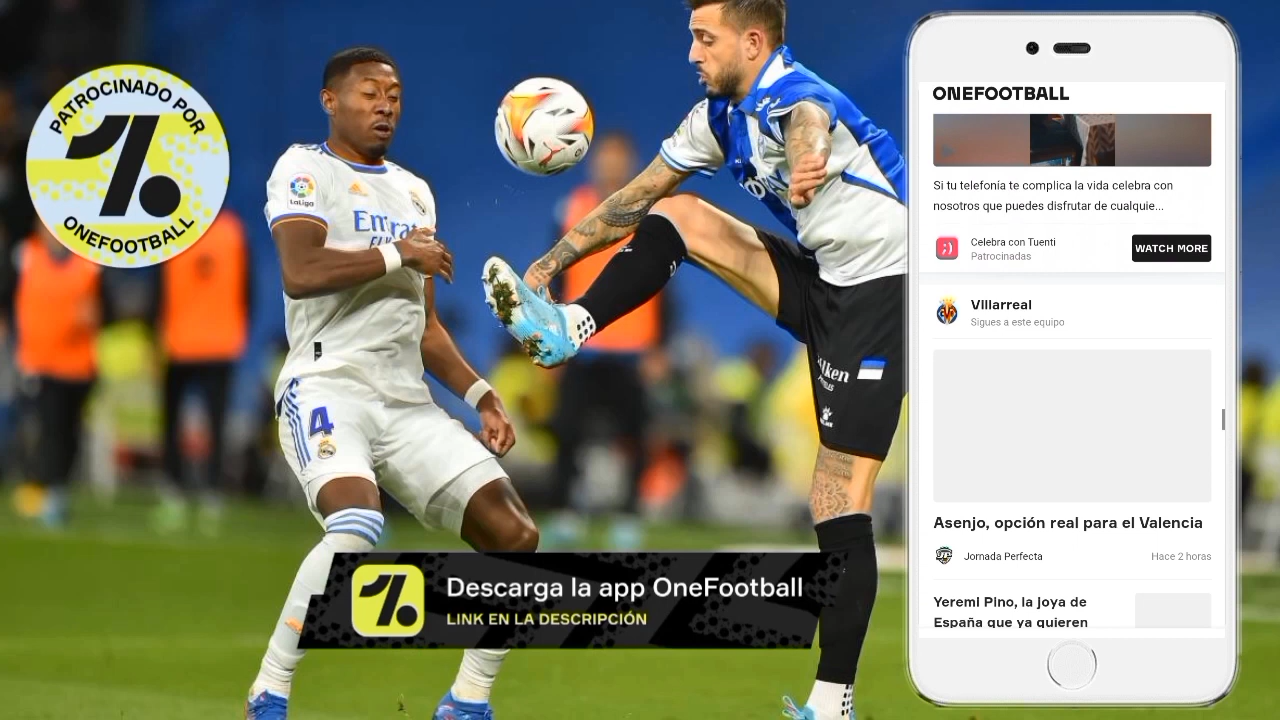 PATROCINADO POR
ONEFOOTBALL
LaLiga
Emirates
FLY
4
ONEFOOTBALL
Si tu telefonía te complica la vida celebra con
nosotros que puedes disfrutar de cualquie...
;)
Celebra con Tuenti
Patrocinadas
WATCH MORE
VIllarreal
Sigues a este equipo
Asenjo, opción real para el Valencia
Jornada Perfecta
Hace 2 horas
Yeremi Pino, la joya de
España que ya quieren
Descarga la app OneFootball
LINK EN LA DESCRIPCIÓN